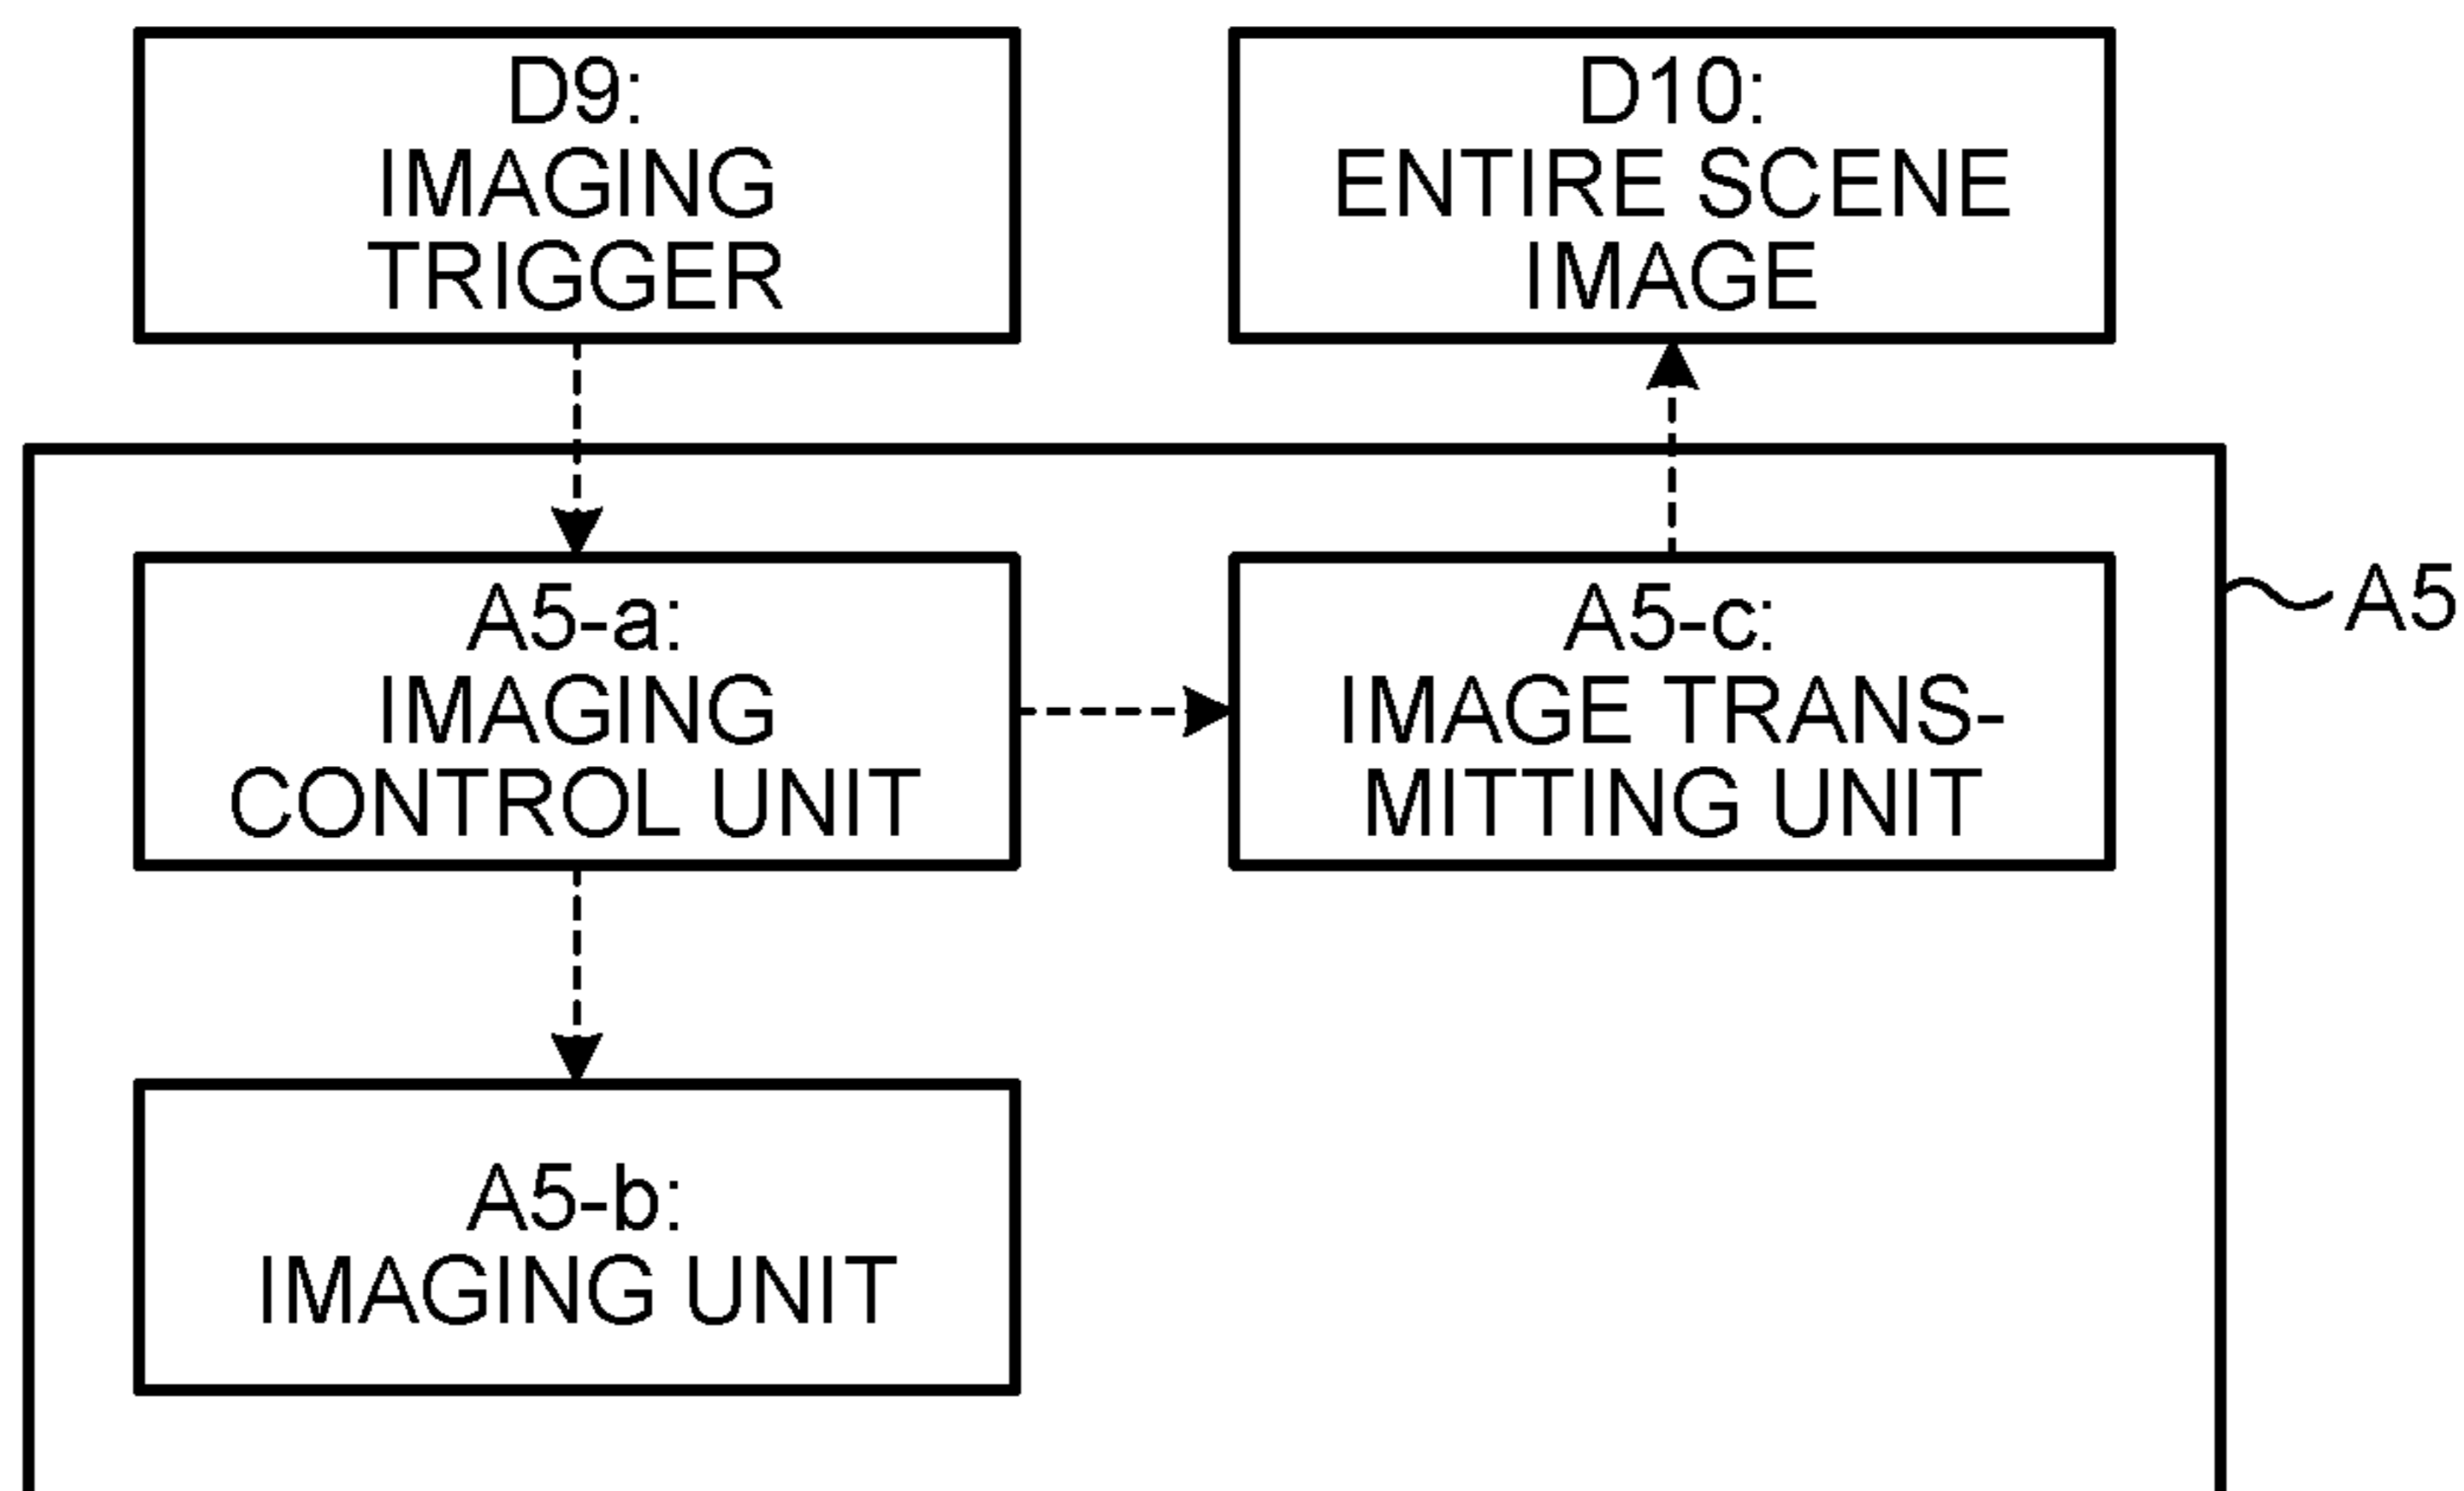 D9:
IMAGING
TRIGGER
D10:
ENTIRE SCENE
IMAGE
A5-a:
IMAGING
CONTROL UNIT
A5-c:
IMAGE TRANS-
MITTING UNIT
A5
A5-b:
IMAGING UNIT